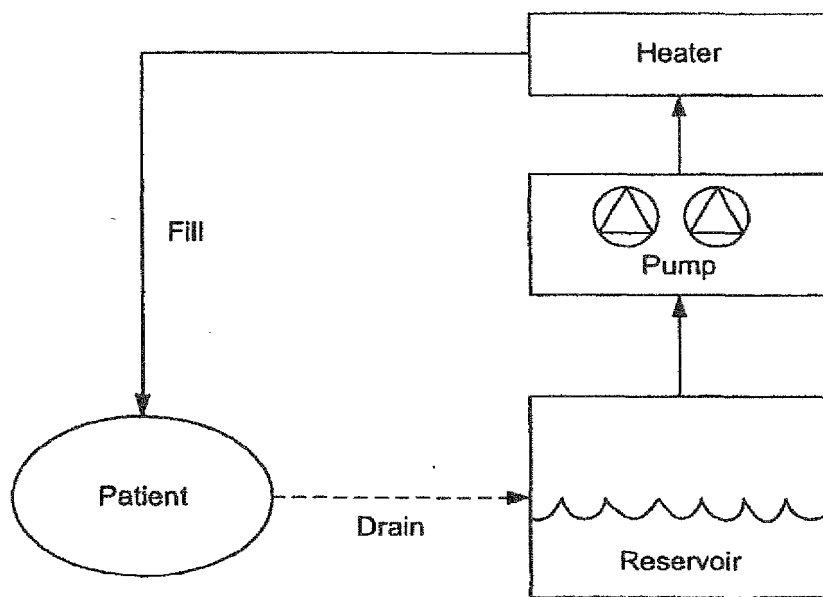 Heater
Fill
Pump
Patient
Drain
Reservoir